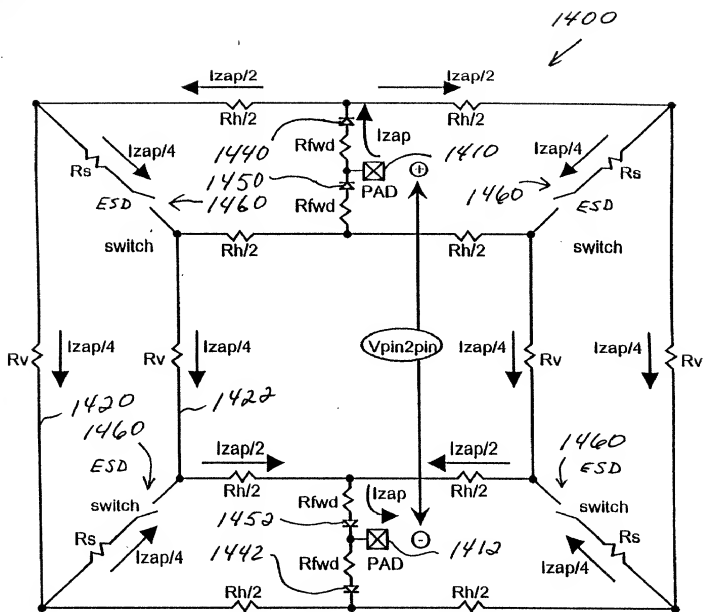 1400
Izap/2 Izap/2
Rh/2 Rh/2
1440 Rfwd Izap 1410
Izap/4 Izap/4
Rs Rs
1450 PAD + 1460
ESD 1460 Rfwd ESD
switch Rh/2 Rh/2 switch
Vpin2pin
Rv Izap/4 Rv Izap/4 Izap/4 Rv Izap/4 Rv
1420 1422
1460 Izap/2 Izap/2 1460
ESD Rh/2 Rh/2 ESD
switch Rfwd Izap switch
1452
Rs Izap/4 Rfwd PAD - 1412 Izap/4 Rs
1442
Rh/2 Rh/2